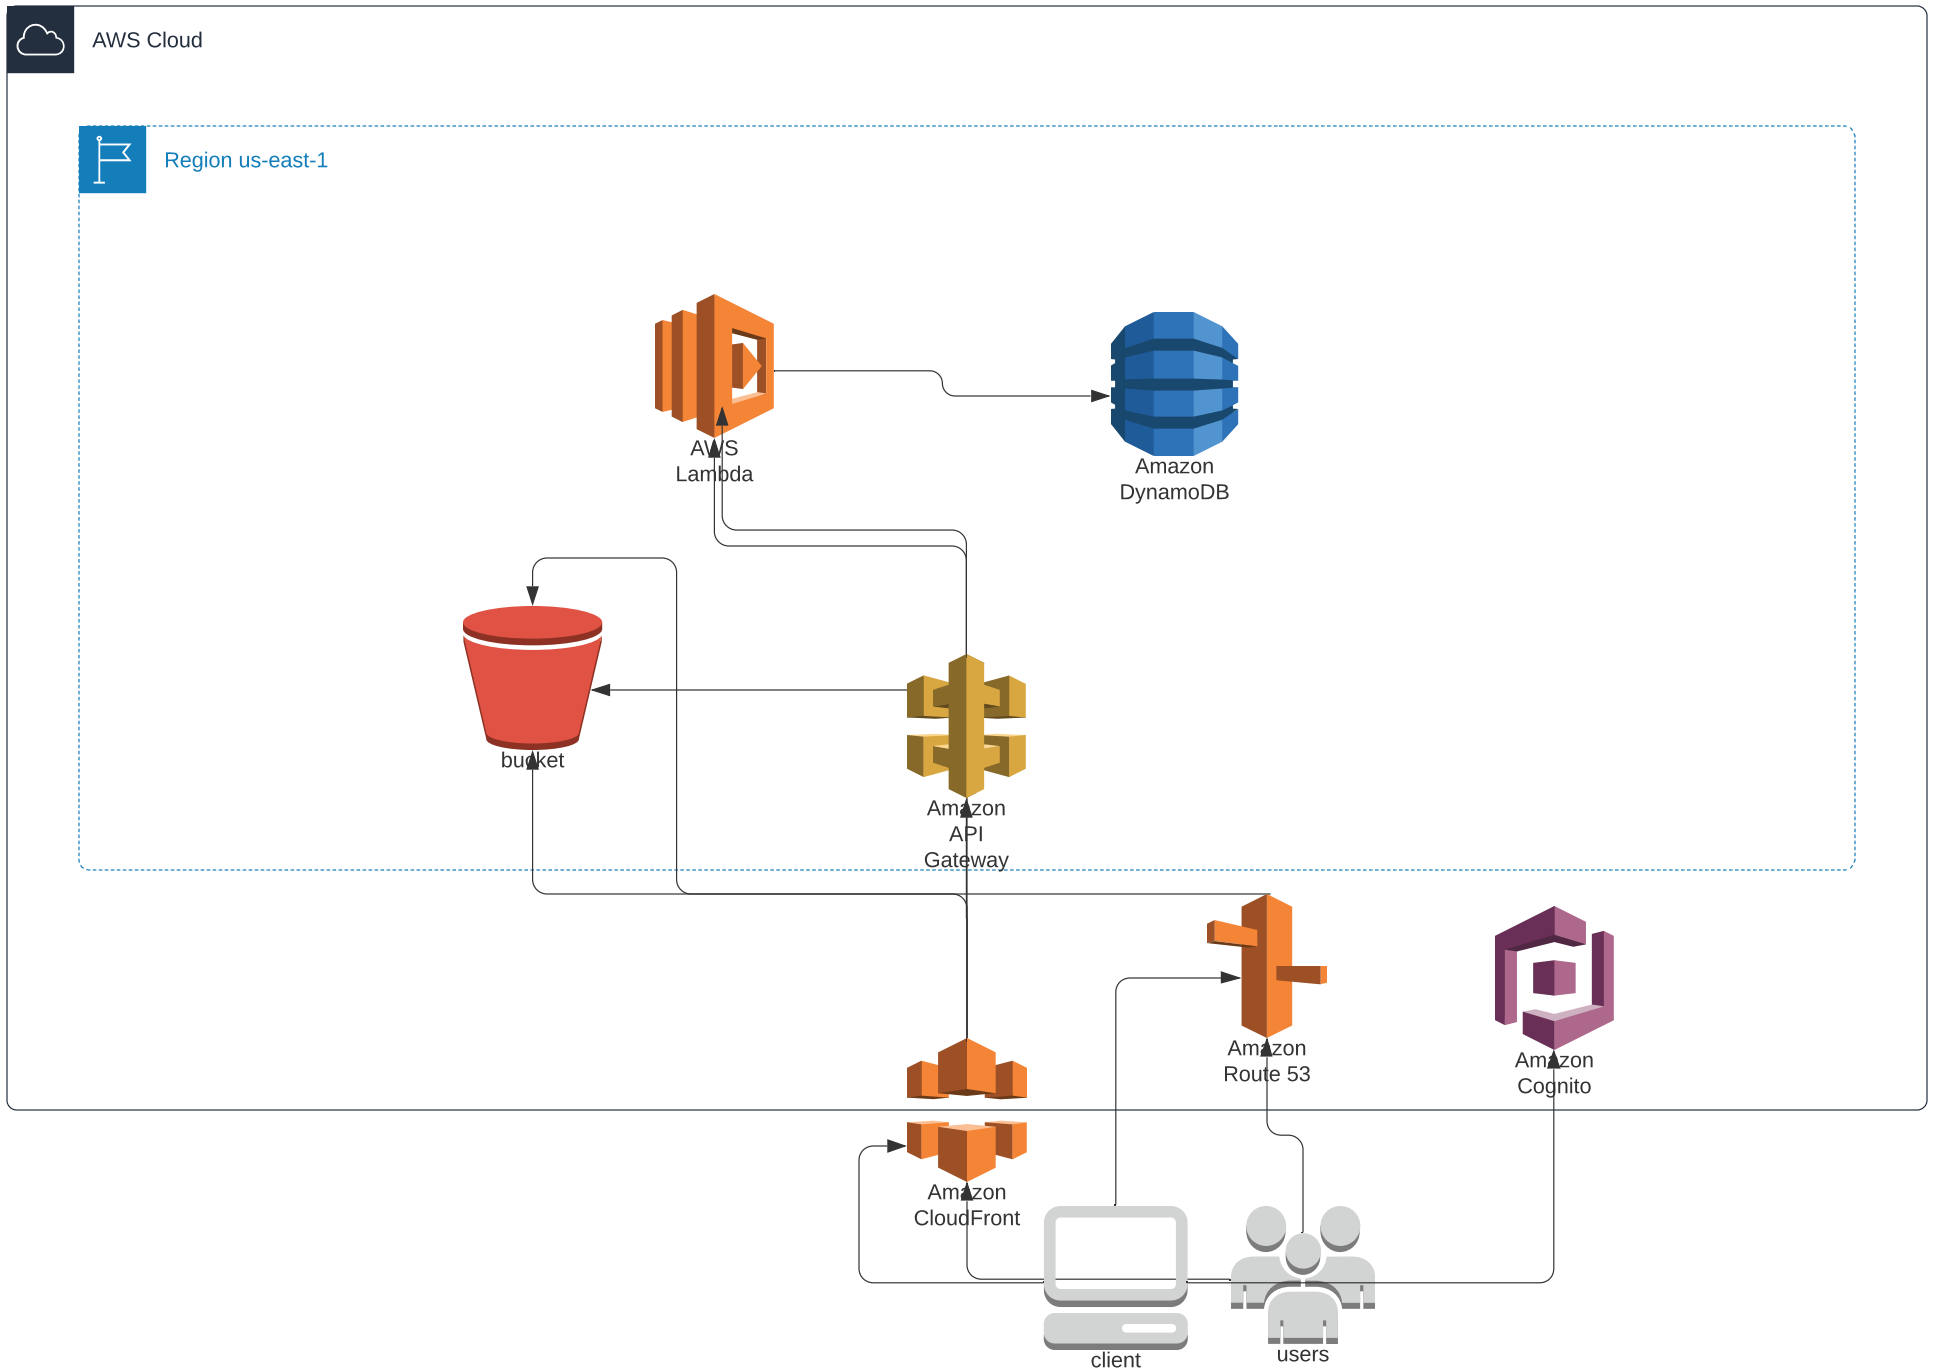 AWS Cloud
Region us-east-1
AWS
Lambda
Amazon
DynamoDB
bucket
Amazon
API
Gateway
Amazon
Route 53
Amazon
Cognito
Amazon
CloudFront
client
users